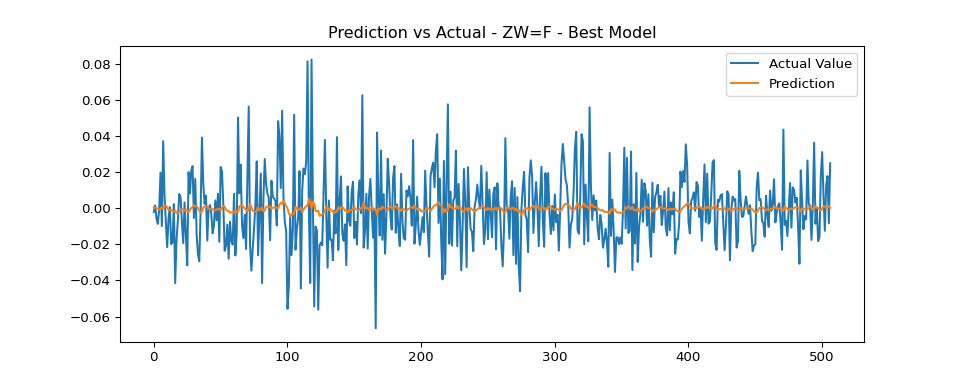 Prediction vs Actual - ZW=F - Best Model
Actual Value
Prediction
0.08
0.06
0.04
0.02
0.00
−0.02
−0.04
−0.06
0 100 200 300 400 500